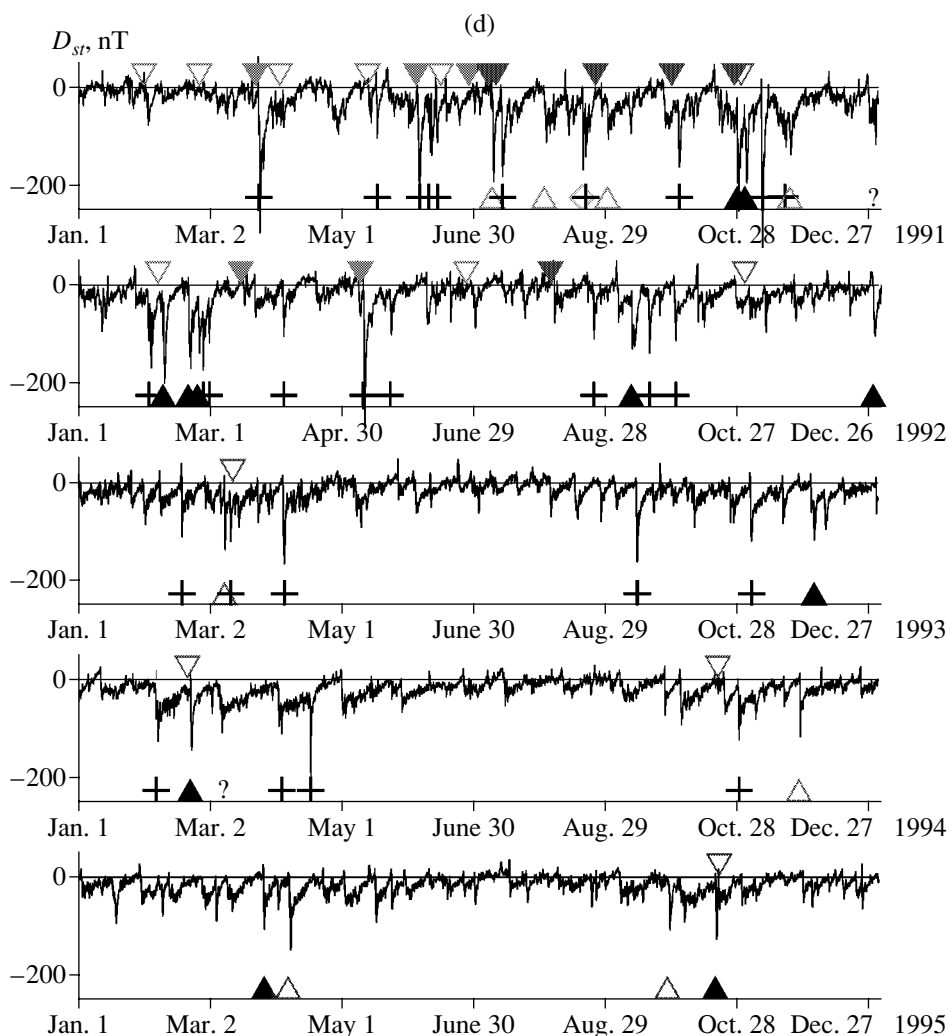 (d)
D_st, nT
0
−200
?
Jan. 1 Mar. 2 May 1 June 30 Aug. 29 Oct. 28 Dec. 27 1991
0
−200
Jan. 1 Mar. 1 Apr. 30 June 29 Aug. 28 Oct. 27 Dec. 26 1992
0
−200
Jan. 1 Mar. 2 May 1 June 30 Aug. 29 Oct. 28 Dec. 27 1993
0
−200
?
Jan. 1 Mar. 2 May 1 June 30 Aug. 29 Oct. 28 Dec. 27 1994
0
−200
Jan. 1 Mar. 2 May 1 June 30 Aug. 29 Oct. 28 Dec. 27 1995